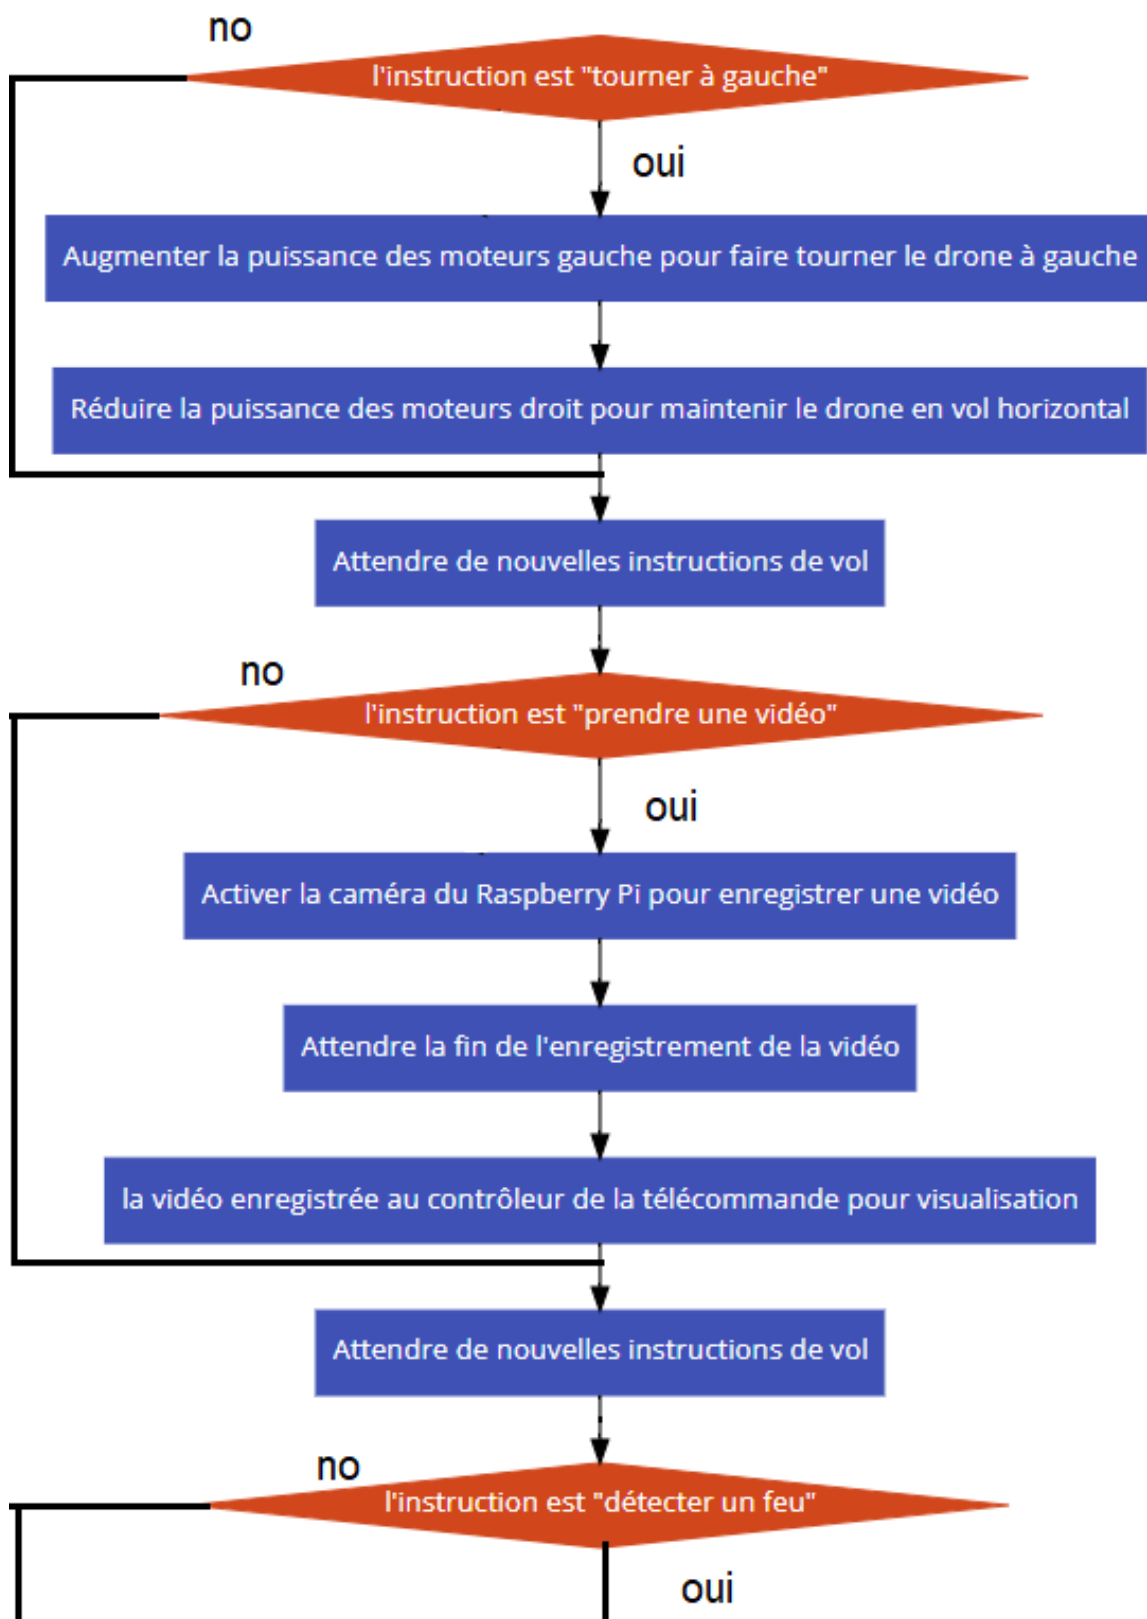 no
l'instruction est "tourner à gauche"
oui
Augmenter la puissance des moteurs gauche pour faire tourner le drone à gauche
Réduire la puissance des moteurs droit pour maintenir le drone en vol horizontal
Attendre de nouvelles instructions de vol
no
l'instruction est "prendre une vidéo"
oui
Activer la caméra du Raspberry Pi pour enregistrer une vidéo
Attendre la fin de l'enregistrement de la vidéo
la vidéo enregistrée au contrôleur de la télécommande pour visualisation
Attendre de nouvelles instructions de vol
no
l'instruction est "détecter un feu"
oui